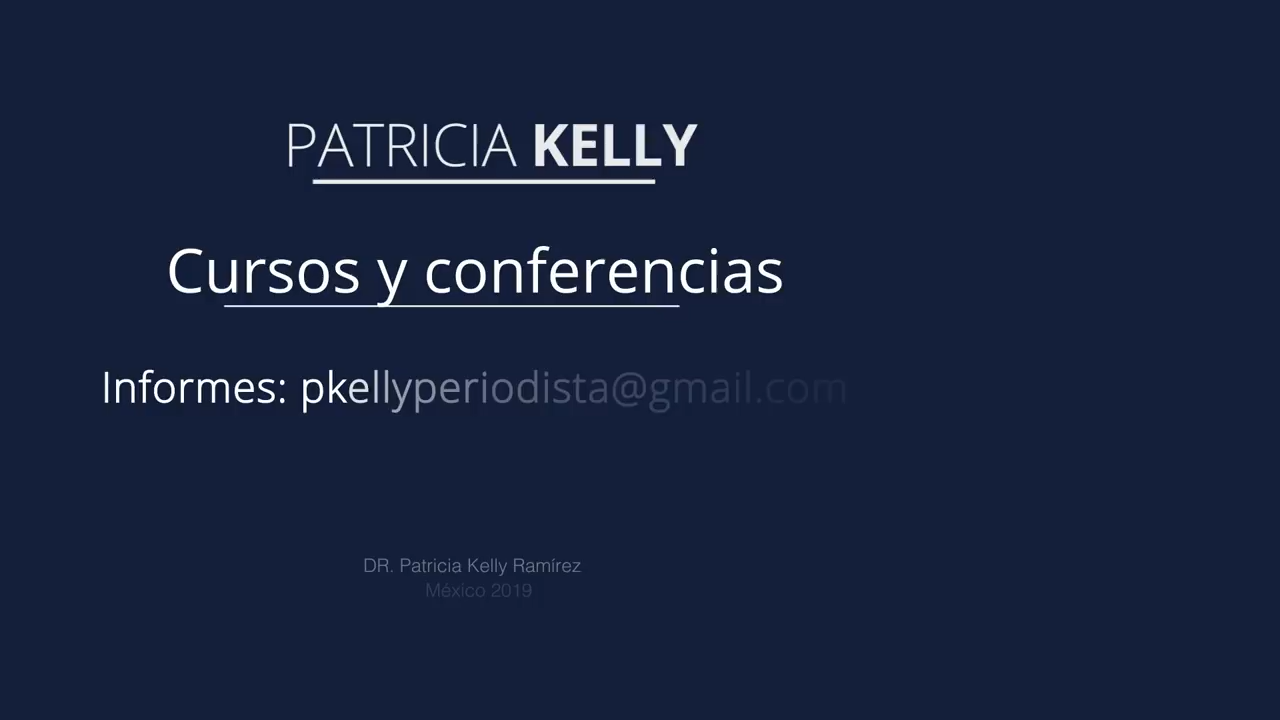 PATRICIA KELLY
Cursos y conferencias
Informes: pkellyperiodista@gmail.com
DR. Patricia Kelly Ramírez
México 2019